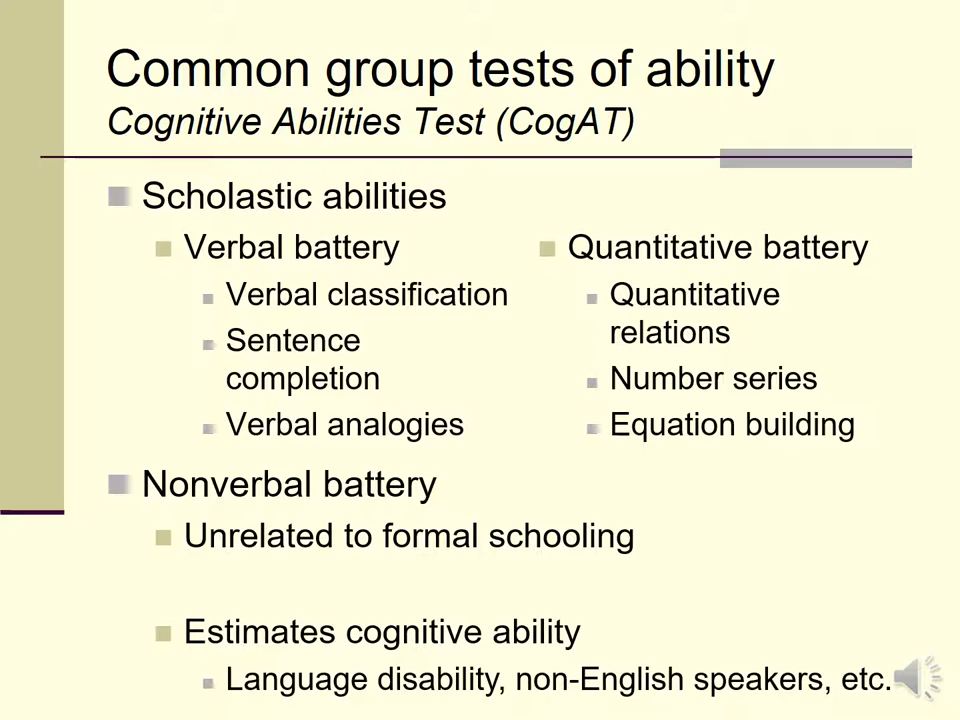 Common group tests of ability
Cognitive Abilities Test (CogAT)
Scholastic abilities
Verbal battery
Verbal classification
Sentence
completion
Verbal analogies
Quantitative battery
Quantitative
relations
Number series
Equation building
Nonverbal battery
Unrelated to formal schooling
Estimates cognitive ability
Language disability, non-English speakers, etc.